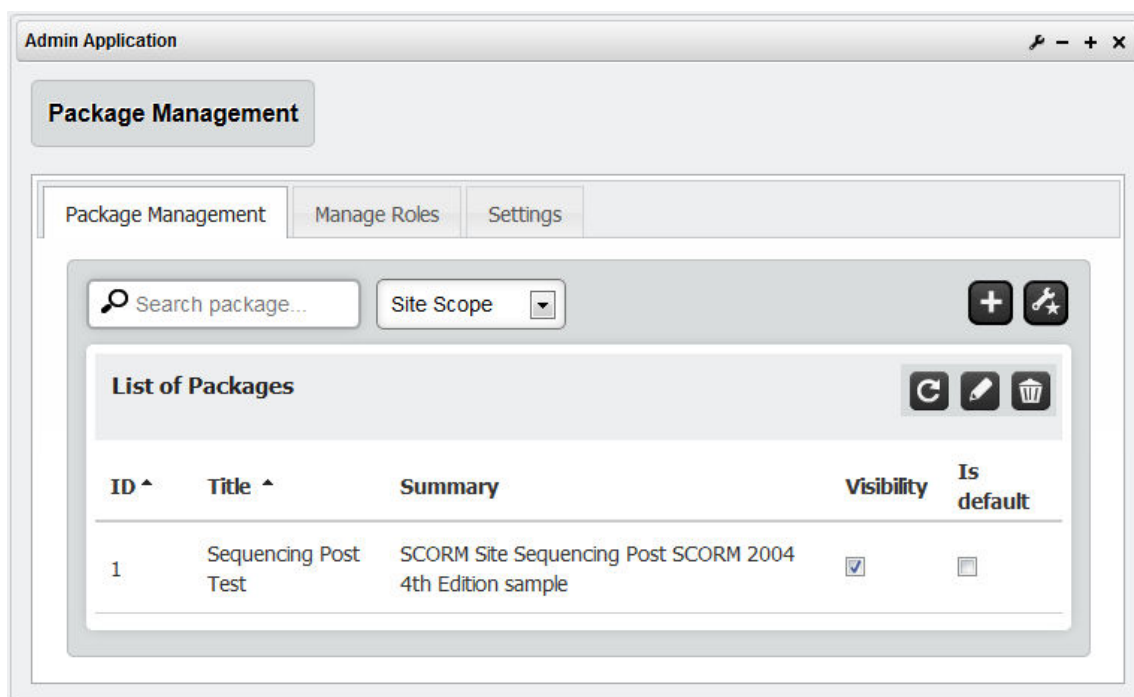 Admin Application
Package Management
Package Management
Manage Roles
Settings
Search package...
Site Scope
List of Packages
ID Title Summary Visibility Is default
1 Sequencing Post Test SCORM Site Sequencing Post SCORM 2004
4th Edition sample